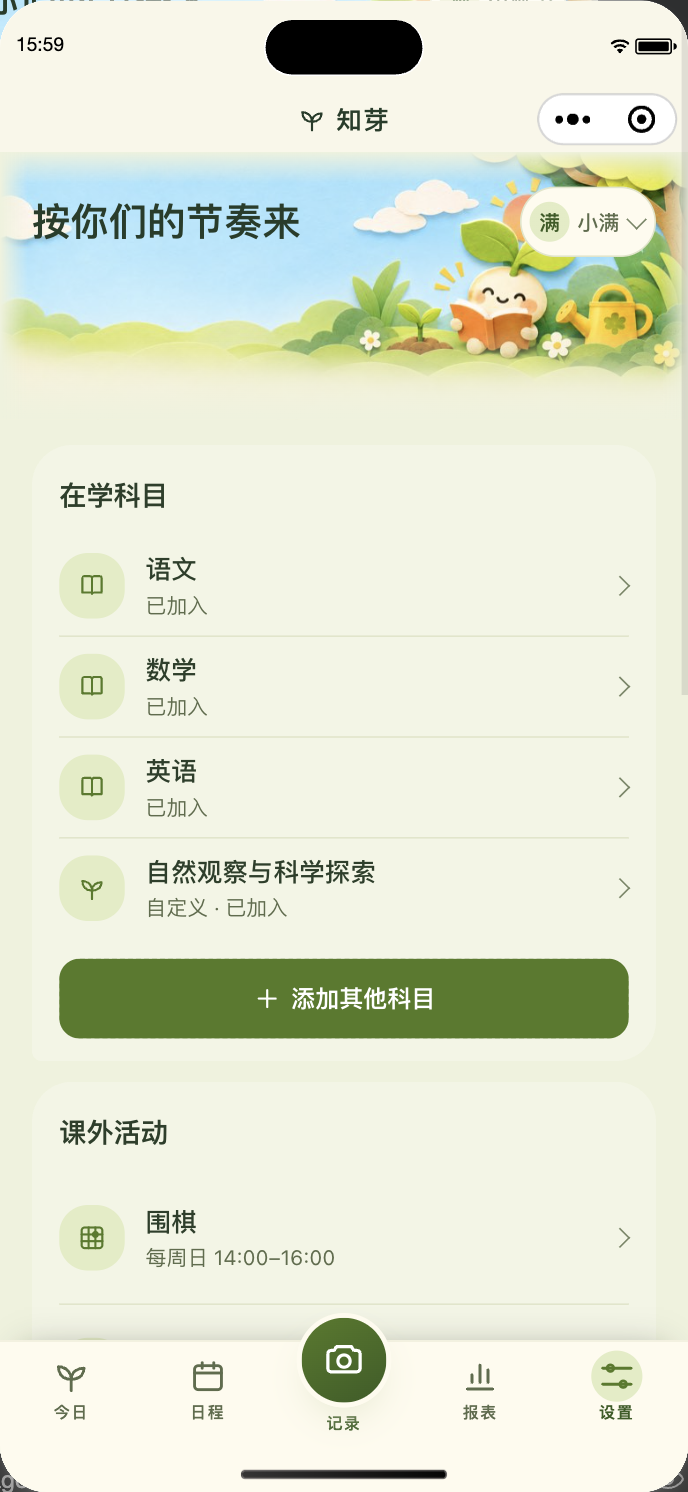 15:59
知芽
按你们的节奏来
满 小满
在学科目
语文
已加入
数学
已加入
英语
已加入
自然观察与科学探索
自定义 · 已加入
+ 添加其他科目
课外活动
围棋
每周日 14:00–16:00
今日
日程
记录
报表
设置